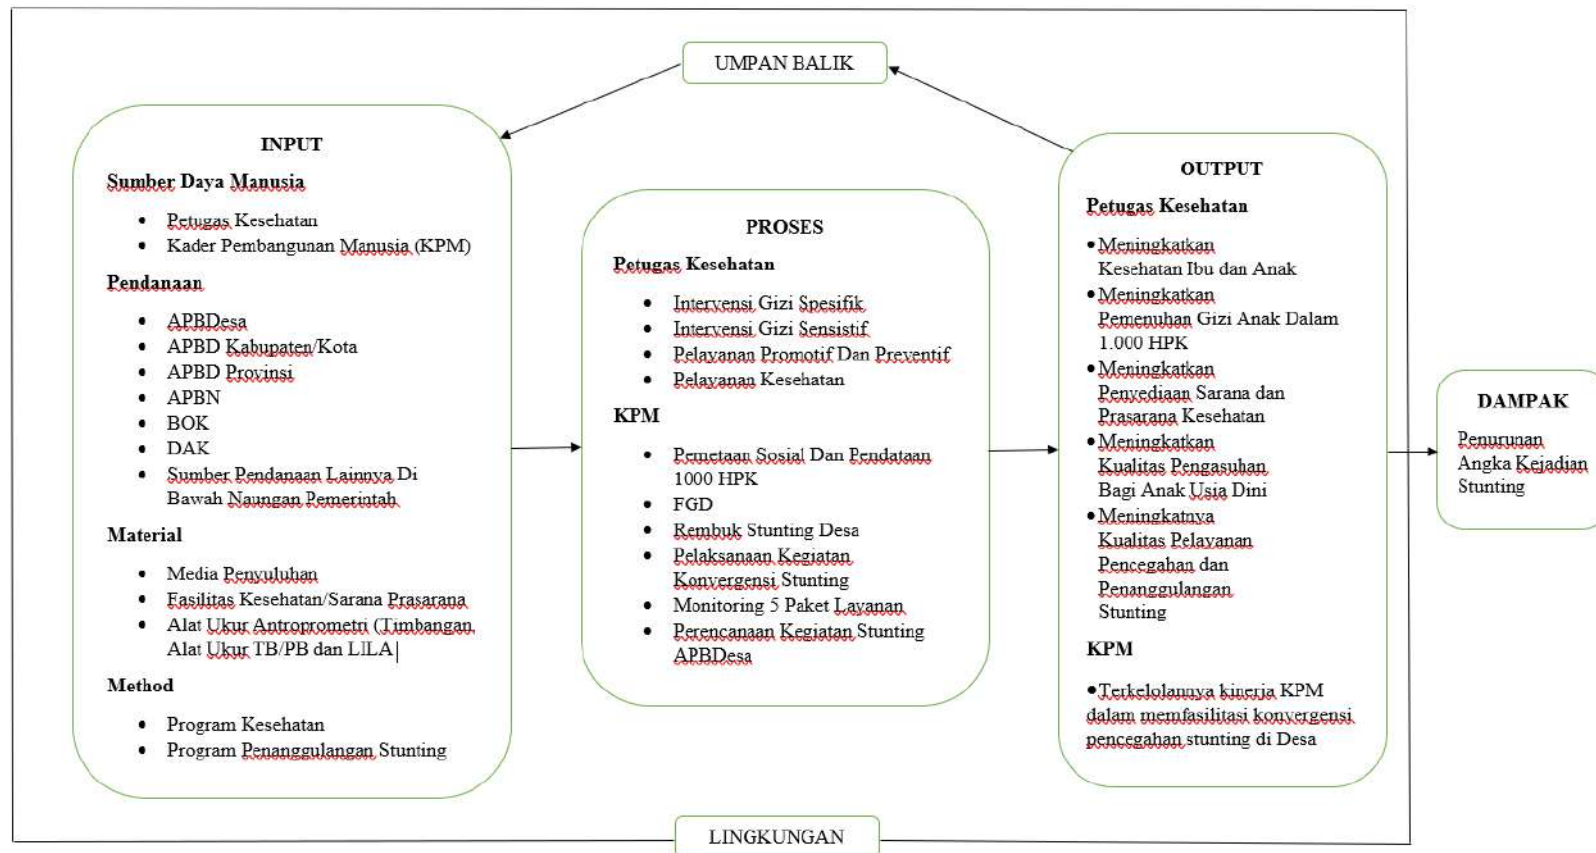 UMPAN BALIK
INPUT
Sumber Daya Manusia
• Petugas Kesehatan
• Kader Pembangunan Manusia (KPM)
Pendanaan
• APBDesa
• APBD Kabupaten/Kota
• APBD Provinsi
• APBN
• BOK
• DAK
• Sumber Pendanaan Lainnya Di
Bawah Naungan Pemerintah
Material
• Media Penyuluhan
• Fasilitas Kesehatan/Sarana Prasarana
• Alat Ukur Antroprometri (Timbangan,
Alat Ukur TB/PB dan LILA
Method
• Program Kesehatan
• Program Penanggulangan Stunting
PROSES
Petugas Kesehatan
• Intervensi Gizi Spesifik
• Intervensi Gizi Sensistif
• Pelayanan Promotif Dan Preventif
• Pelayanan Kesehatan
KPM
• Pemetaan Sosial Dan Pendataan
1000 HPK
• FGD
• Rembuk Stunting Desa
• Pelaksanaan Kegiatan
Konvergensi Stunting
• Monitoring 5 Paket Layanan
• Perencanaan Kegiatan Stunting
APBDesa
OUTPUT
Petugas Kesehatan
• Meningkatkan
Kesehatan Ibu dan Anak
• Meningkatkan
Pemenuhan Gizi Anak Dalam
1.000 HPK
• Meningkatkan
Penyediaan Sarana dan
Prasarana Kesehatan
• Meningkatkan
Kualitas Pengasuhan
Bagi Anak Usia Dini
• Meningkatnya
Kualitas Pelayanan
Pencegahan dan
Penanggulangan
Stunting
KPM
• Terkelolannya kinerja KPM
dalam memfasilitasi konvergensi
pencegahan stunting di Desa
DAMPAK
Penurunan
Angka Kejadian
Stunting
LINGKUNGAN